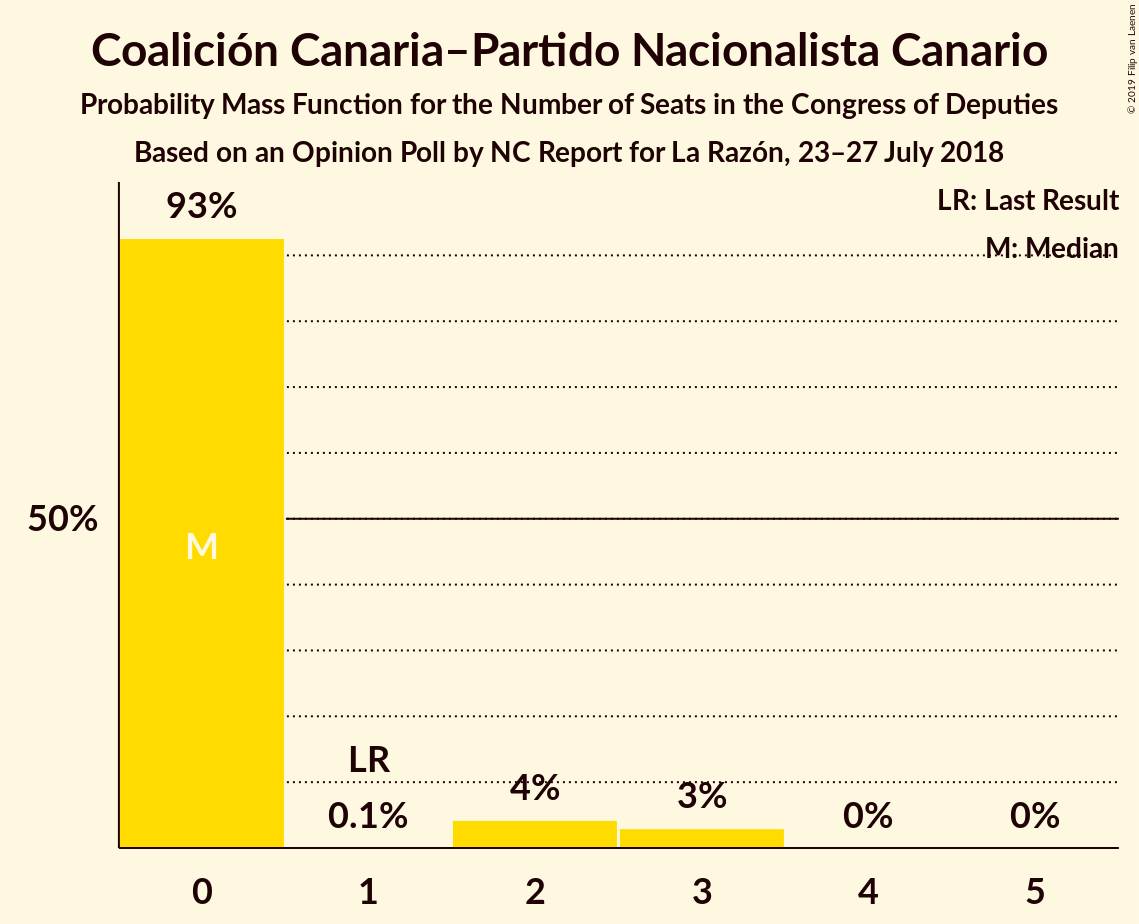 Coalición Canaria–Partido Nacionalista Canario
Probability Mass Function for the Number of Seats in the Congress of Deputies
Based on an Opinion Poll by NC Report for La Razón, 23–27 July 2018
© 2019 Filip van Laenen
LR: Last Result
M: Median
93%
50%
M
LR
0.1%
4%
3%
0%
0%
0
1
2
3
4
5